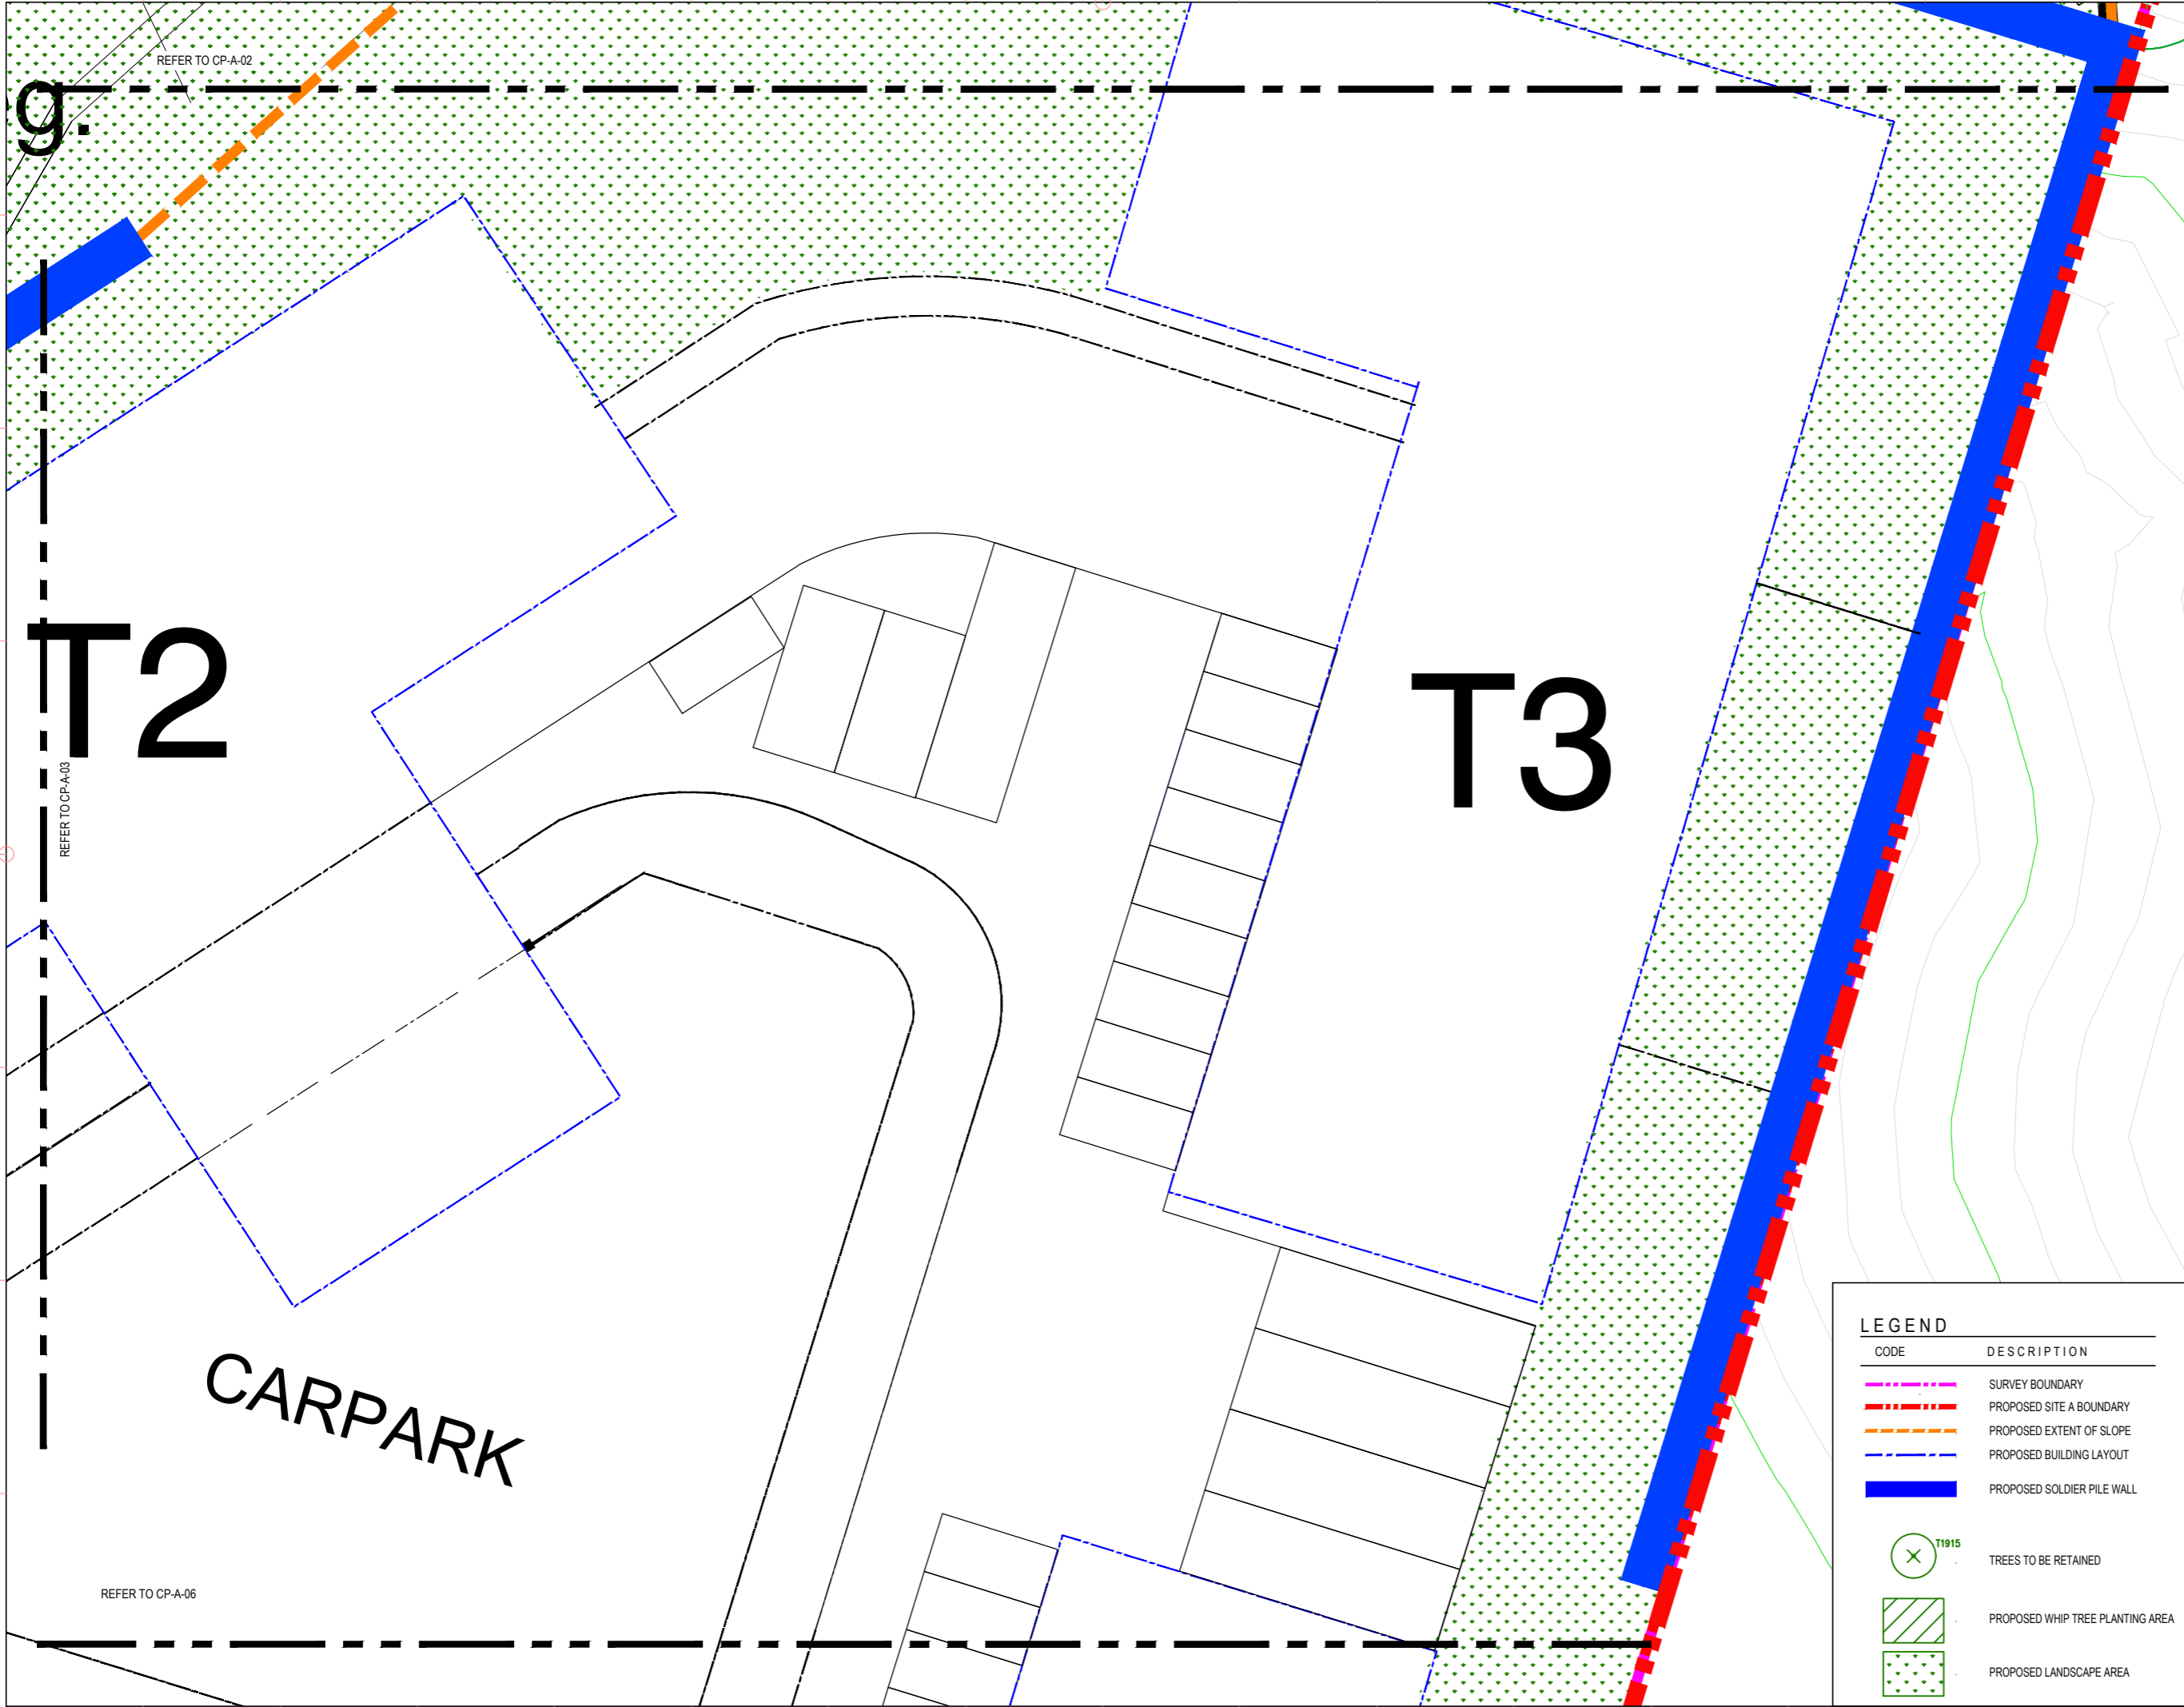 REFER TO CP-A-02
g.
T2
REFER TO CP-A-03
T3
CARPARK
REFER TO CP-A-06
LEGEND
CODE DESCRIPTION
SURVEY BOUNDARY
PROPOSED SITE A BOUNDARY
PROPOSED EXTENT OF SLOPE
PROPOSED BUILDING LAYOUT
PROPOSED SOLDIER PILE WALL
T1915
TREES TO BE RETAINED
PROPOSED WHIP TREE PLANTING AREA
PROPOSED LANDSCAPE AREA